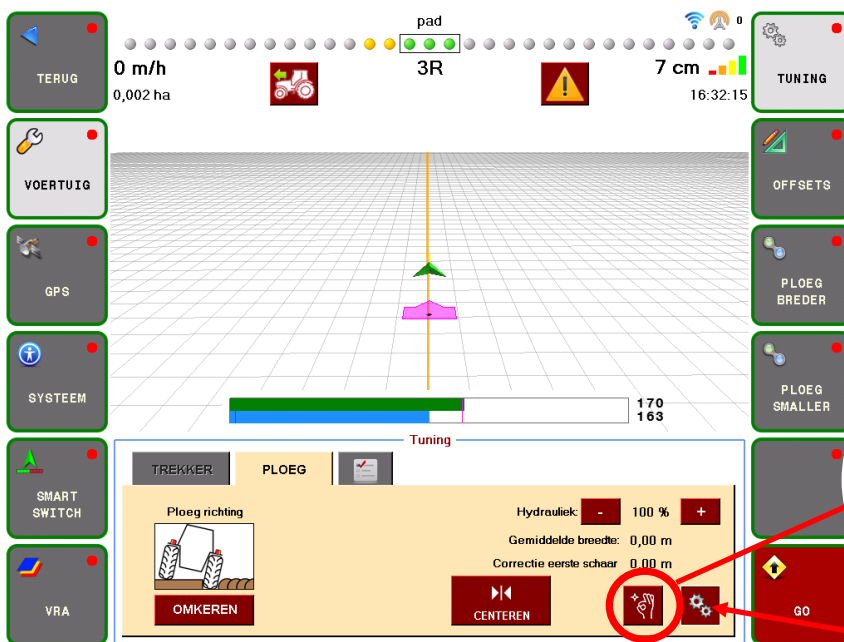 pad
0
TERUG
0 m/h
3R
7 cm
TUNING
0,002 ha
16:32:15
VOERTUIG
OFFSETS
GPS
PLOEG
BREDER
SYSTEEM
PLOEG
SMALLER
170
163
Tuning
SMART
SWITCH
TREKKER
PLOEG
Ploeg richting
Hydrauliek:
-
100 %
+
Gemiddelde breedte: 0,00 m
Correctie eerste schaar 0,00 m
VRA
OMKEREN
CENTEREN
GO